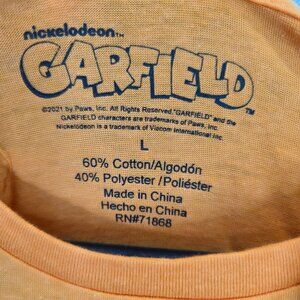 nickelodeon™
GARFIELD™
©2021 by Paws, Inc. All Rights Reserved. "GARFIELD" and the
GARFIELD characters are trademarks of Paws, Inc.
Nickelodeon is a trademark of Viacom International Inc.
L
60% Cotton/Algodón
40% Polyester/Poliéster
Made in China
Hecho en China
RN#71868